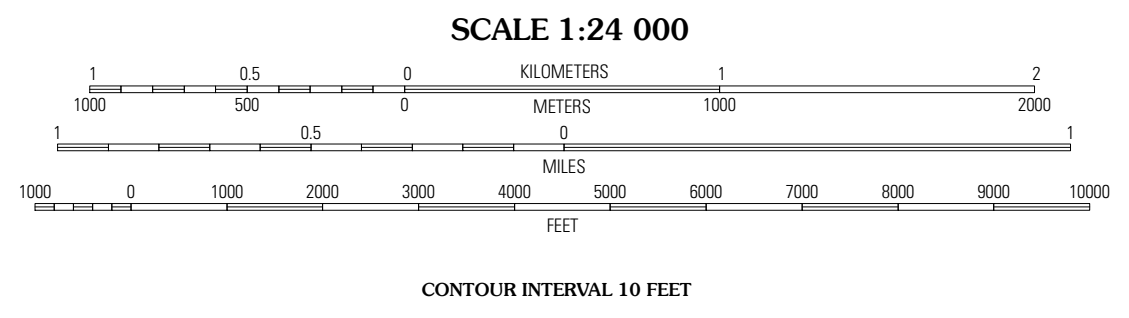 SCALE 1:24 000
1 0.5 0 KILOMETERS 1 2
1000 500 0 METERS 1000 2000
1 0.5 0 1
MILES
1000 0 1000 2000 3000 4000 5000 6000 7000 8000 9000 10000
FEET
CONTOUR INTERVAL 10 FEET